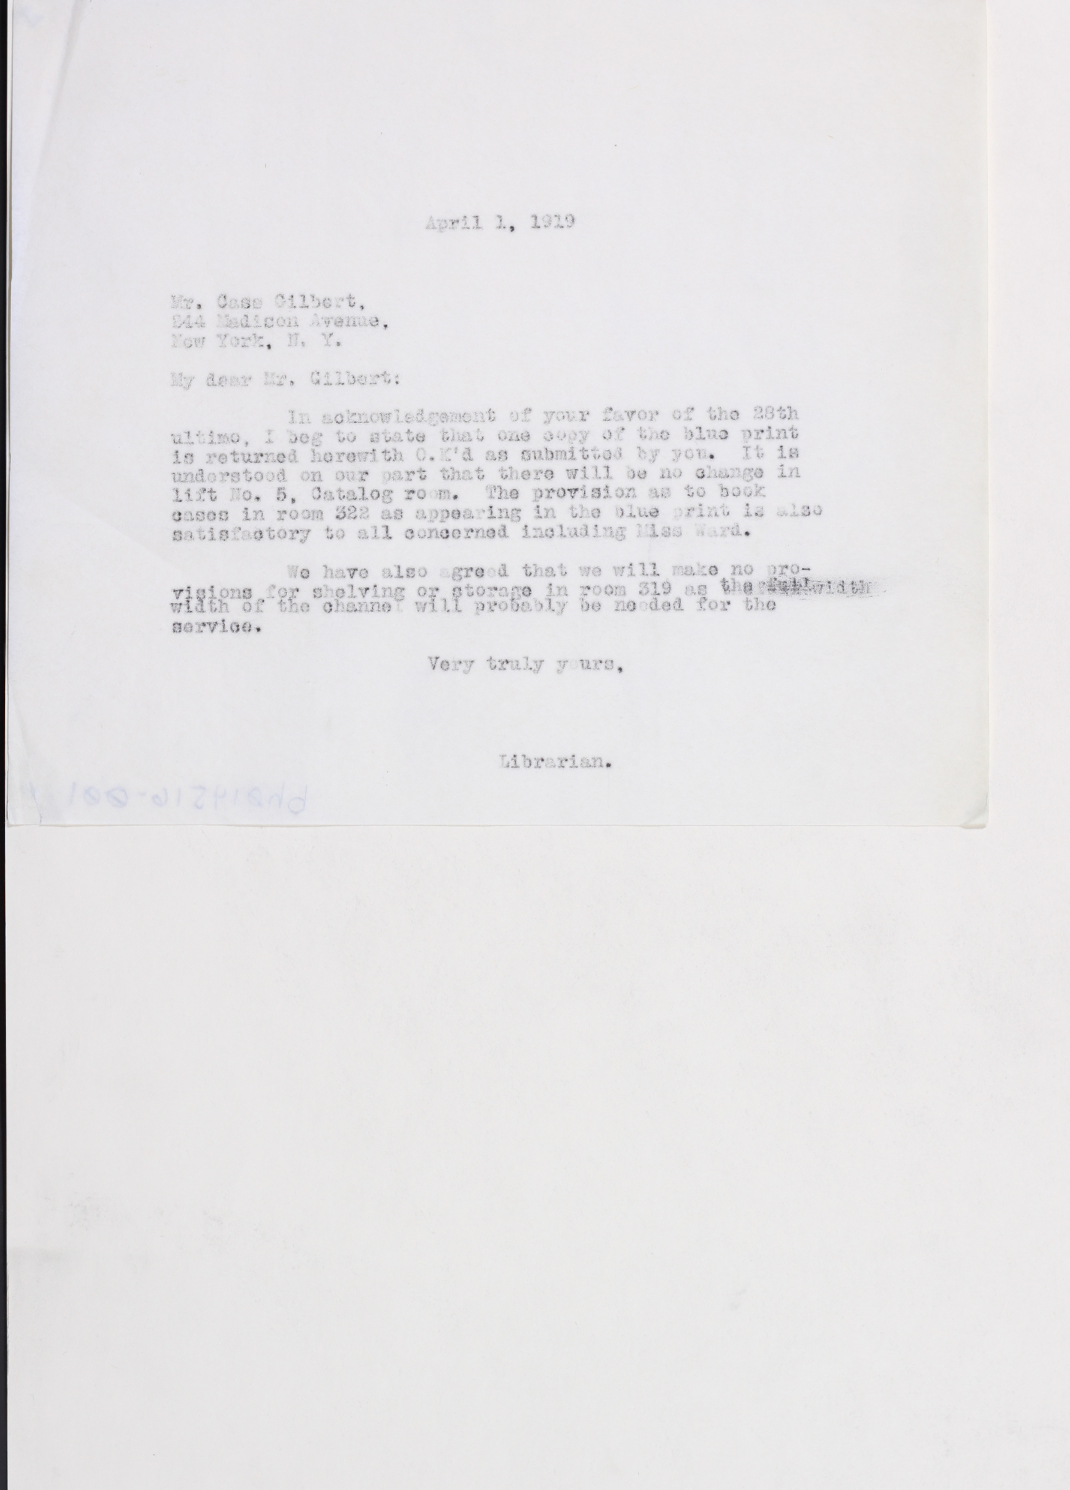 April 1, 1919
Mr. Cass Gilbert,
244 Madison Avenue,
New York, N. Y.
My dear Mr. Gilbert:
In acknowledgement of your favor of the 28th
ultimo, I beg to state that one copy of the blue print
is returned herewith O.K'd as submitted by you. It is
understood on our part that there will be no change in
lift No. 5, Catalog room. The provision as to book
cases in room 322 as appearing in the blue print is also
satisfactory to all concerned including Miss Ward.
We have also agreed that we will make no pro-
visions for shelving or storage in room 319 as the full width
width of the channel will probably be needed for the
service.
Very truly yours,
Librarian.